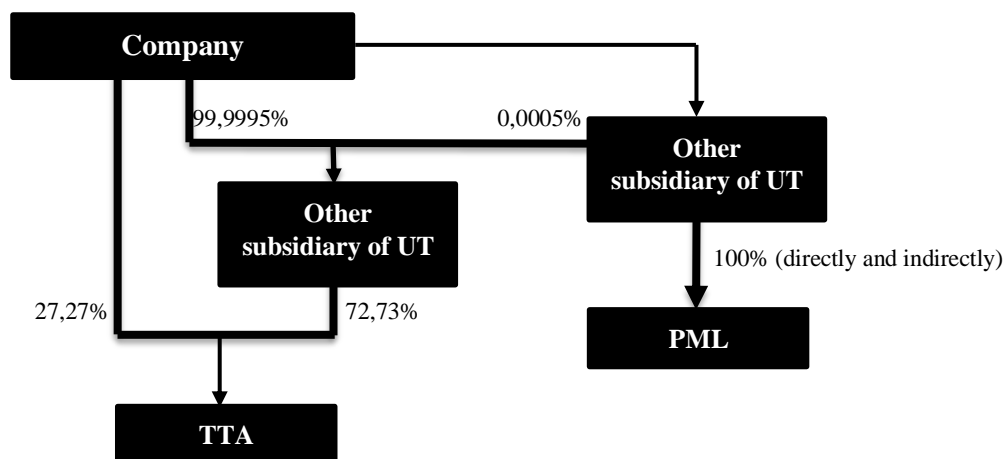 Company
99,9995%
0,0005%
Other
subsidiary of UT
Other
subsidiary of UT
100% (directly and indirectly)
27,27%
72,73%
PML
TTA